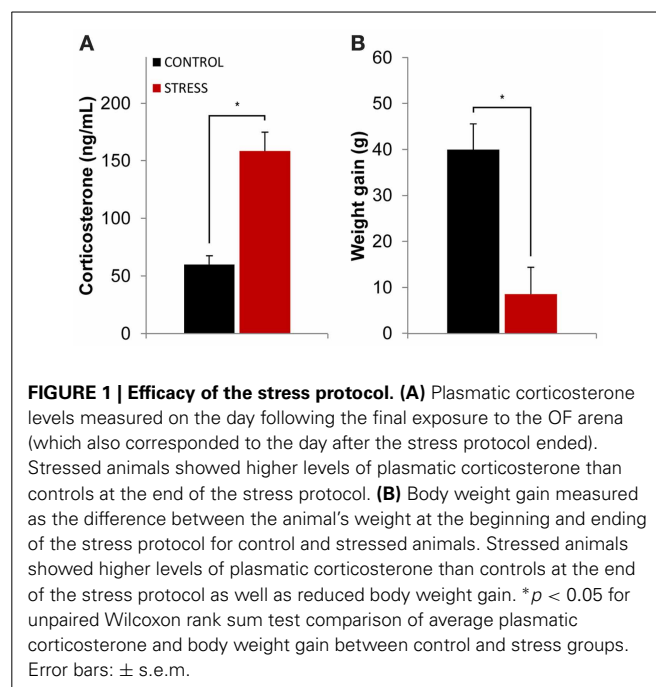 A
B
CONTROL
STRESS
Corticosterone (ng/mL)
200
150
100
50
0
*
Weight gain (g)
60
50
40
30
20
10
0
*
FIGURE 1 | Efficacy of the stress protocol. (A) Plasmatic corticosterone
levels measured on the day following the final exposure to the OF arena
(which also corresponded to the day after the stress protocol ended).
Stressed animals showed higher levels of plasmatic corticosterone than
controls at the end of the stress protocol. (B) Body weight gain measured
as the difference between the animal's weight at the beginning and ending
of the stress protocol for control and stressed animals. Stressed animals
showed higher levels of plasmatic corticosterone than controls at the end
of the stress protocol as well as reduced body weight gain. *p < 0.05 for
unpaired Wilcoxon rank sum test comparison of average plasmatic
corticosterone and body weight gain between control and stress groups.
Error bars: ± s.e.m.